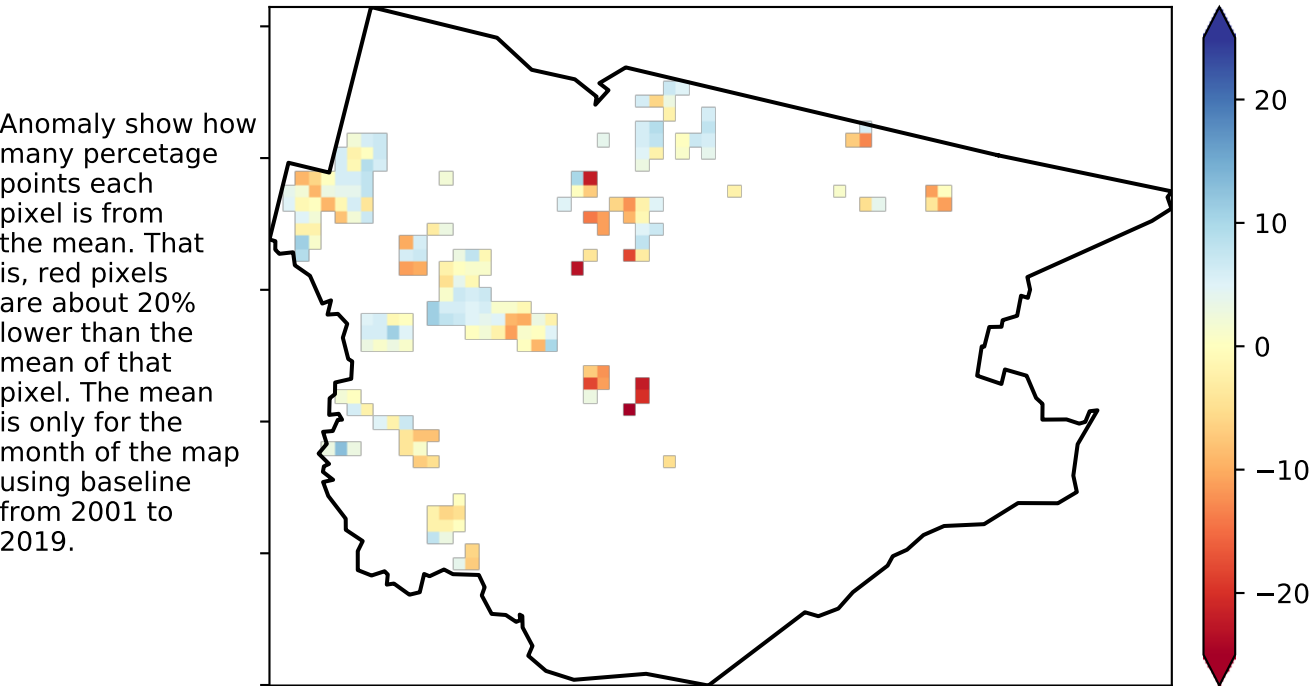 Anomaly show how
many percetage
points each
pixel is from
the mean. That
is, red pixels
are about 20%
lower than the
mean of that
pixel. The mean
is only for the
month of the map
using baseline
from 2001 to
2019.
20
10
0
−10
−20